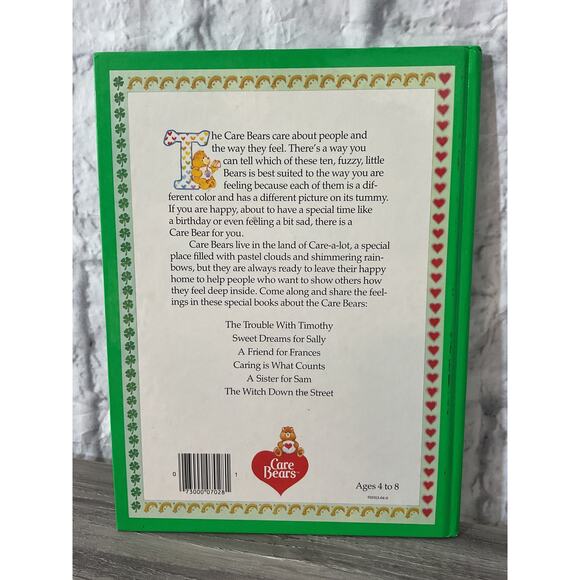 The Care Bears care about people and
the way they feel. There's a way you
can tell which of these ten, fuzzy, little
Bears is best suited to the way you are
feeling because each of them is a dif-
ferent color and has a different picture on its tummy.
If you are happy, about to have a special time like
a birthday or even feeling a bit sad, there is a
Care Bear for you.
Care Bears live in the land of Care-a-lot, a special
place filled with pastel clouds and shimmering rain-
bows, but they are always ready to leave their happy
home to help people who want to show others how
they feel deep inside. Come along and share the feel-
ings in these special books about the Care Bears:
The Trouble With Timothy
Sweet Dreams for Sally
A Friend for Frances
Caring is What Counts
A Sister for Sam
The Witch Down the Street
0 73000 07028 1
Care
Bears™
Ages 4 to 8